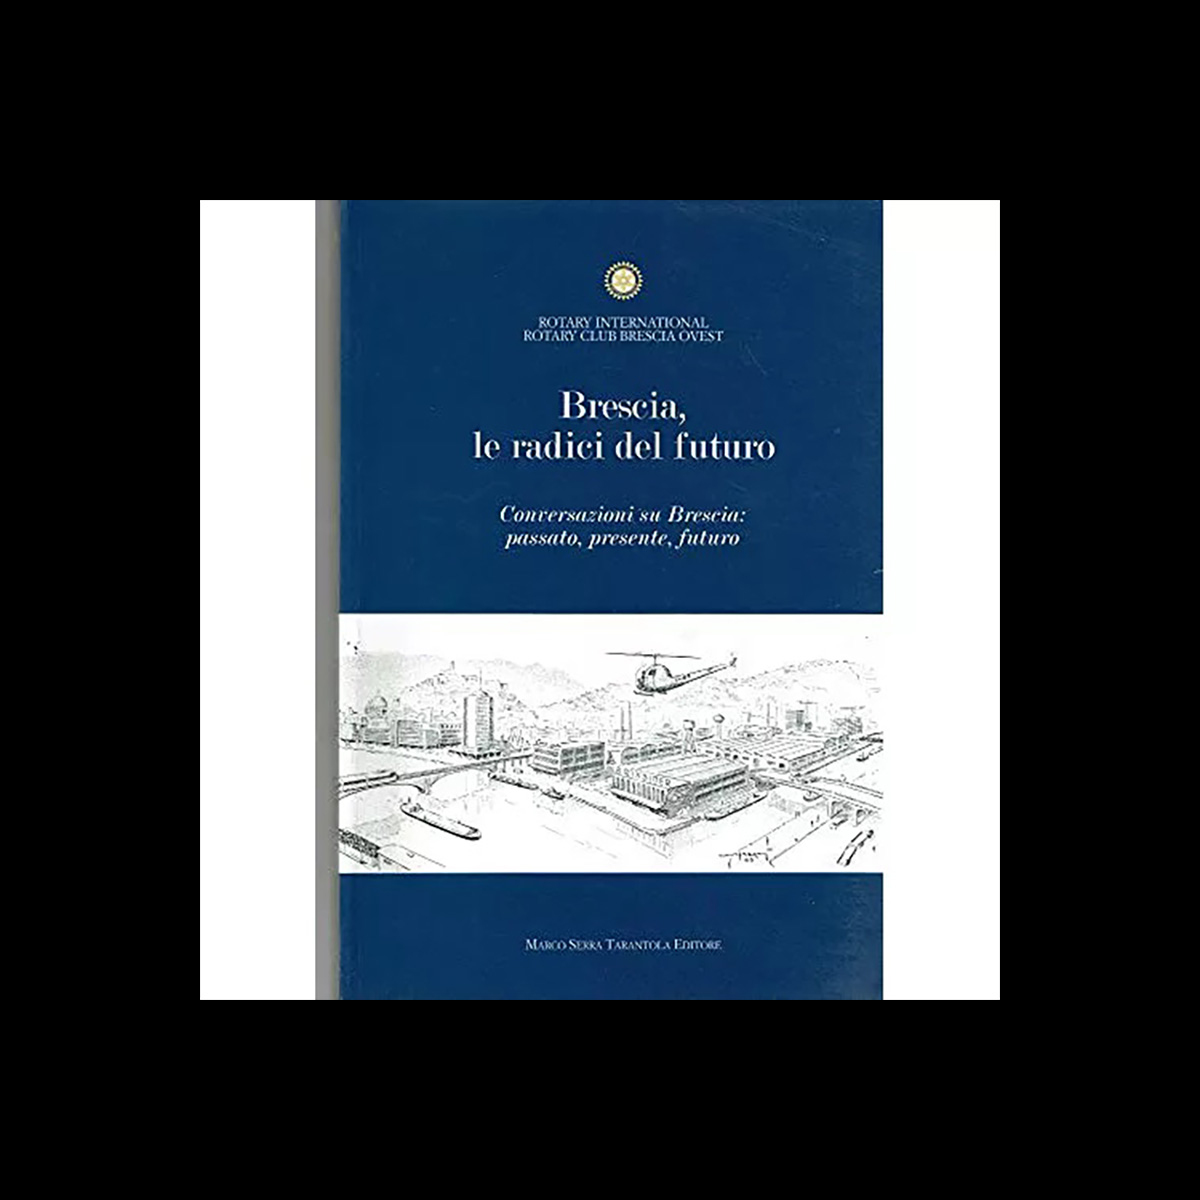 ROTARY INTERNATIONAL
ROTARY CLUB BRESCIA OVEST
Brescia,
le radici del futuro
Conversazioni su Brescia:
passato, presente, futuro
MARCO SERRA TARANTOLA EDITORE